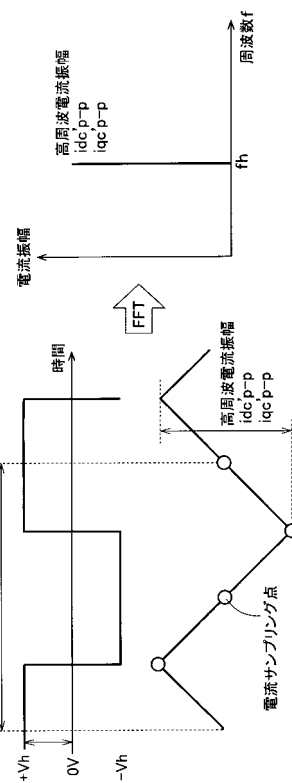 +Vh
0V
-Vh
時間
電流サンプリング点
高周波電流振幅
idc'p-p
iqc'p-p
FFT
電流振幅
高周波電流振幅
idc'p-p
iqc'p-p
fh
周波数f